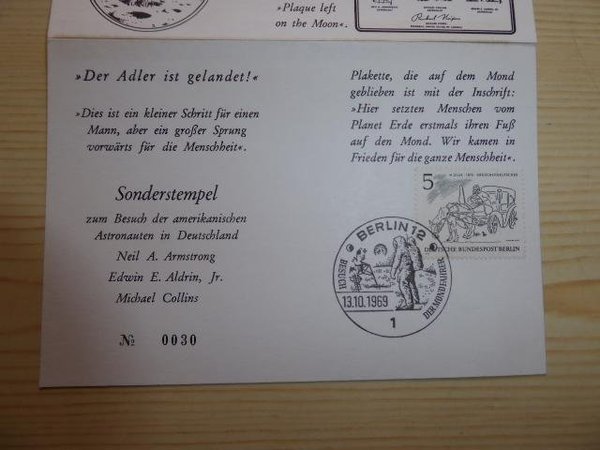 »Plaque left
on the Moon«.
Richard Nixon
»Der Adler ist gelandet!«
»Dies ist ein kleiner Schritt für einen
Mann, aber ein großer Sprung
vorwärts für die Menschheit«.
Plakette, die auf dem Mond
geblieben ist mit der Inschrift:
»Hier setzten Menschen vom
Planet Erde erstmals ihren Fuß
auf den Mond. Wir kamen in
Frieden für die ganze Menschheit«.
Sonderstempel
zum Besuch der amerikanischen
Astronauten in Deutschland
Neil A. Armstrong
Edwin E. Aldrin, Jr.
Michael Collins
№ 0030
5
DEUTSCHE BUNDESPOST BERLIN
BERLIN 12
BESUCH
DER MONDFAHRER
13.10.1969
1